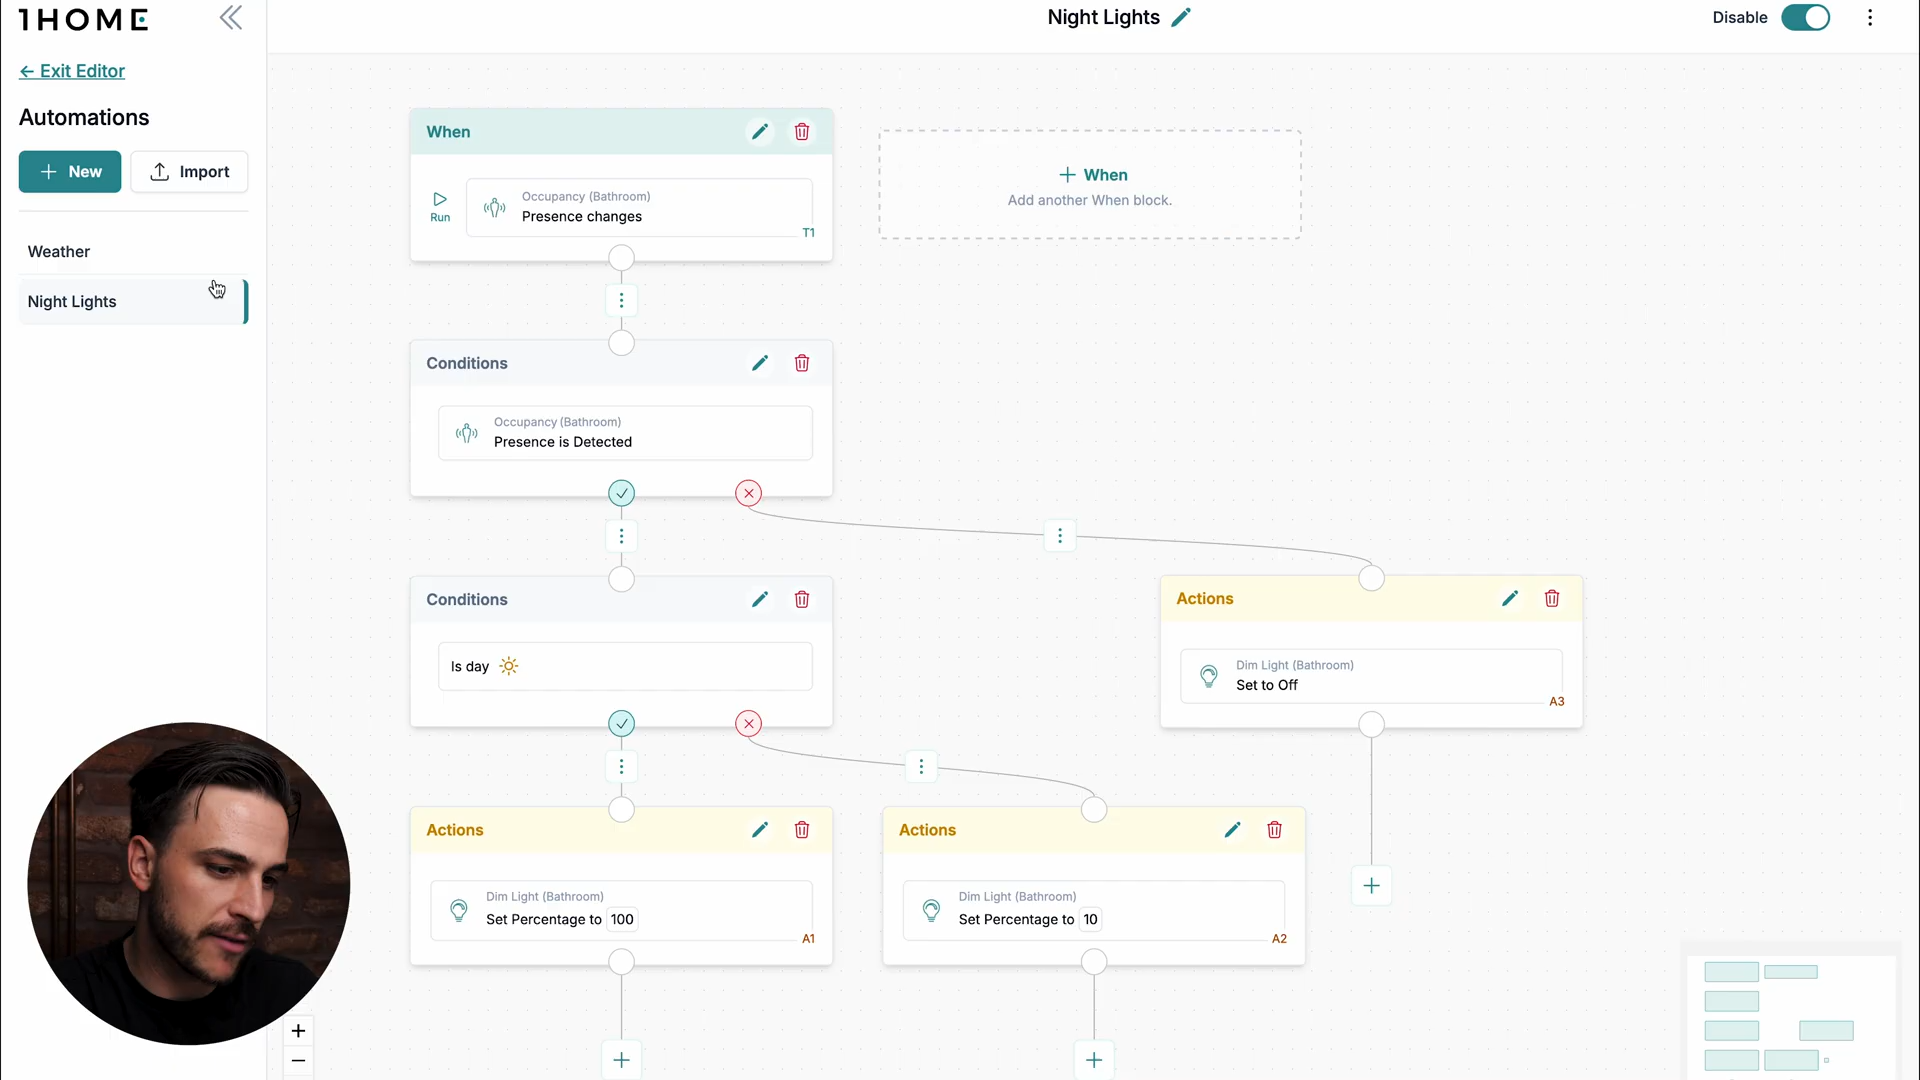 1HOME
Night Lights
Disable
← Exit Editor
Automations
+ New
Import
Weather
Night Lights
When
Run
Occupancy (Bathroom)
Presence changes
T1
+ When
Add another When block.
Conditions
Occupancy (Bathroom)
Presence is Detected
Conditions
Is day
Actions
Dim Light (Bathroom)
Set to Off
A3
Actions
Dim Light (Bathroom)
Set Percentage to 100
A1
Actions
Dim Light (Bathroom)
Set Percentage to 10
A2